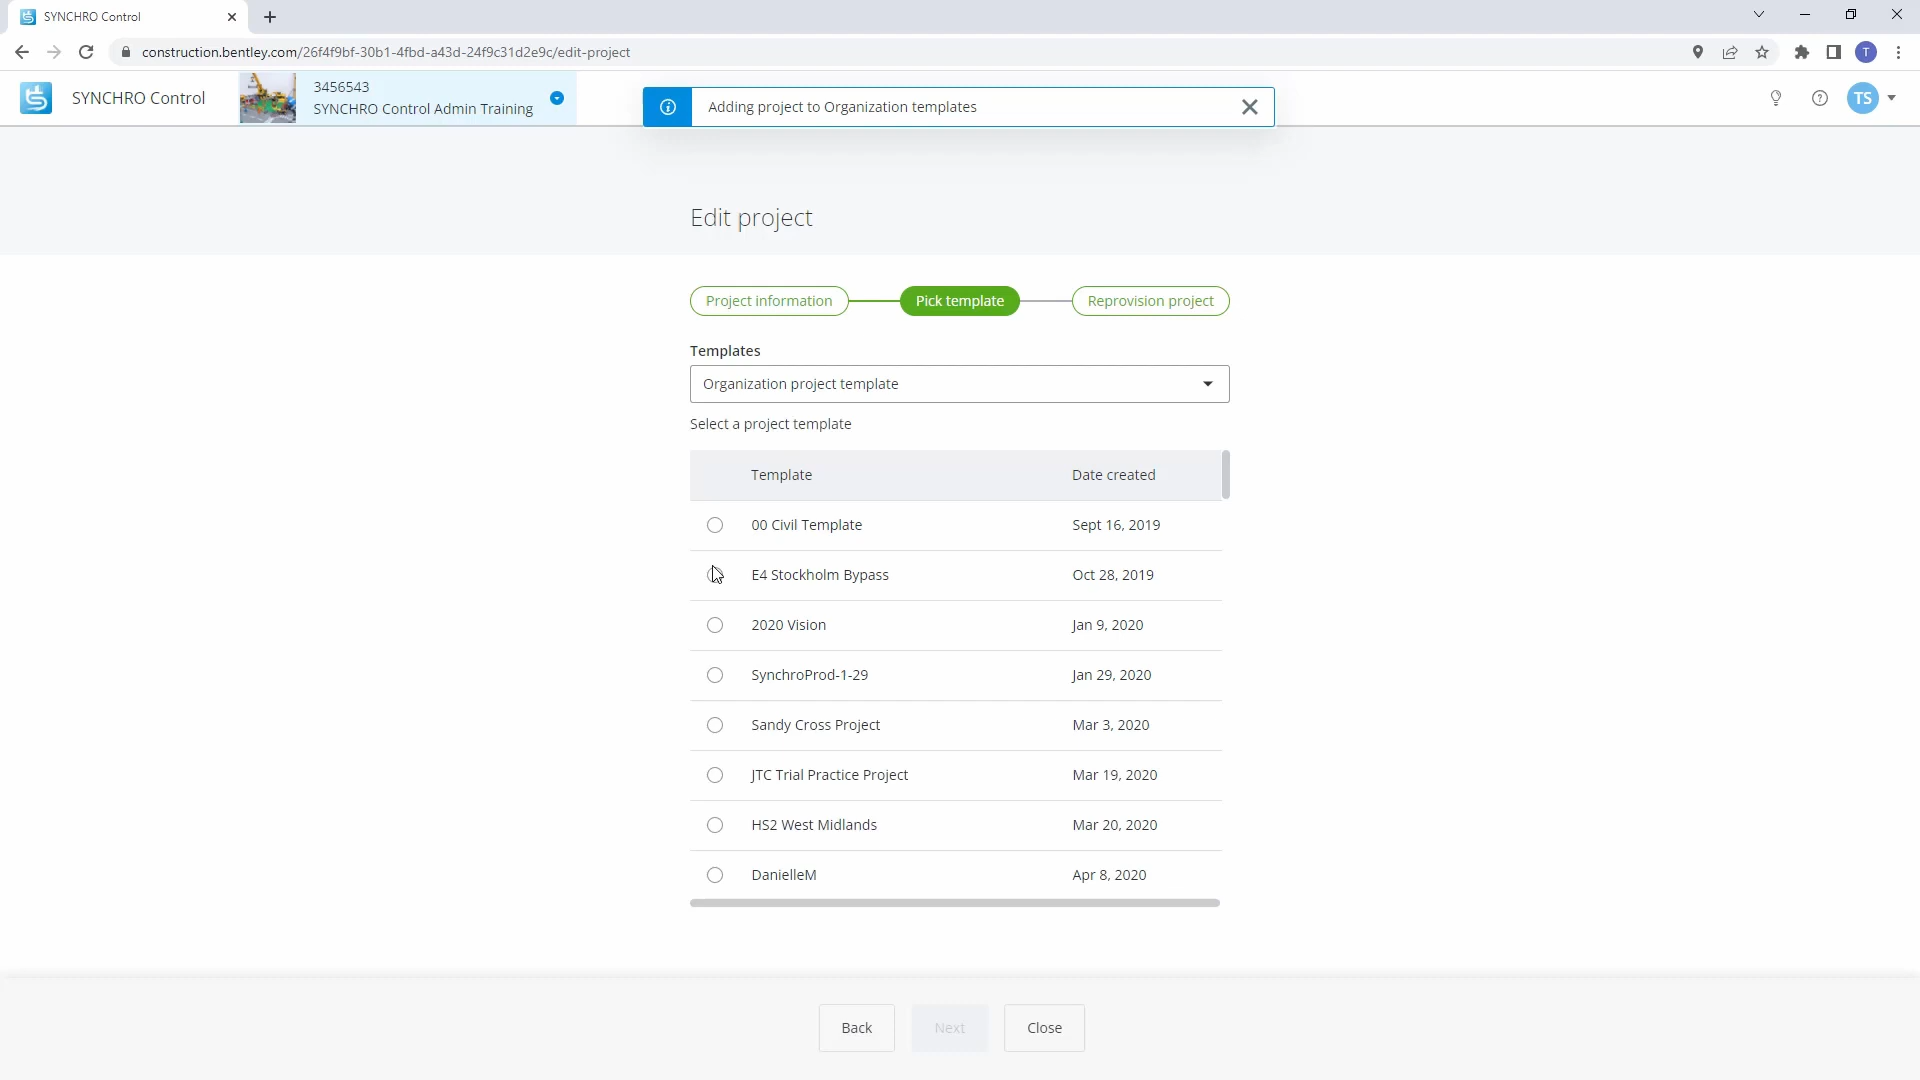 SYNCHRO Control
construction.bentley.com/26f4f9bf-30b1-4fbd-a43d-24f9c31d2e9c/edit-project
T
SYNCHRO Control
3456543
SYNCHRO Control Admin Training
Adding project to Organization templates
TS
Edit project
Project information
Pick template
Reprovision project
Templates
Organization project template
Select a project template
Template Date created
00 Civil Template Sept 16, 2019
E4 Stockholm Bypass Oct 28, 2019
2020 Vision Jan 9, 2020
SynchroProd-1-29 Jan 29, 2020
Sandy Cross Project Mar 3, 2020
JTC Trial Practice Project Mar 19, 2020
HS2 West Midlands Mar 20, 2020
DanielleM Apr 8, 2020
Back Next Close